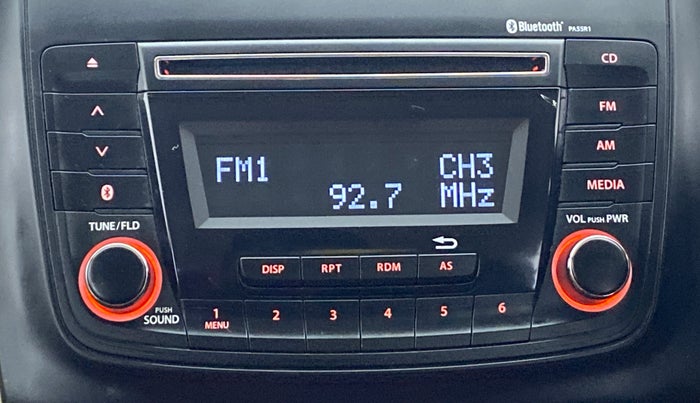 Bluetooth PA5SR1
CD
FM
AM
MEDIA
FM1 CH3
92.7 MHz
TUNE/FLD
VOL PUSH PWR
DISP RPT RDM AS
PUSH
SOUND
1 2 3 4 5 6
MENU